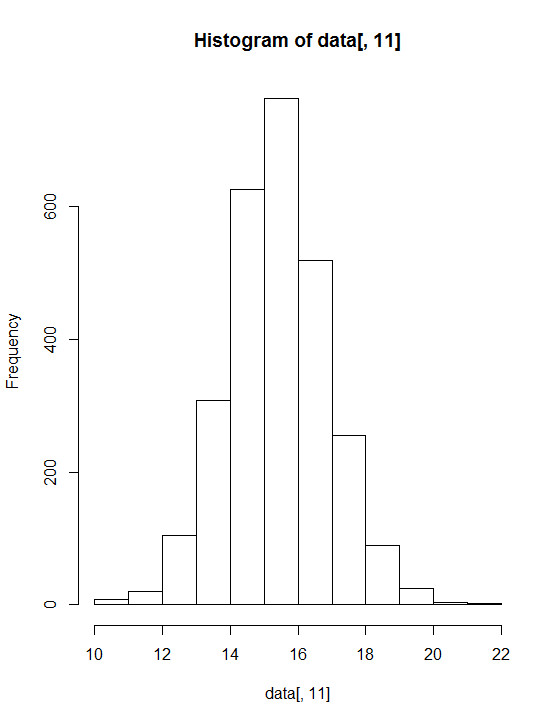 Histogram of data[, 11]
Frequency
600
400
200
0
10 12 14 16 18 20 22
data[, 11]